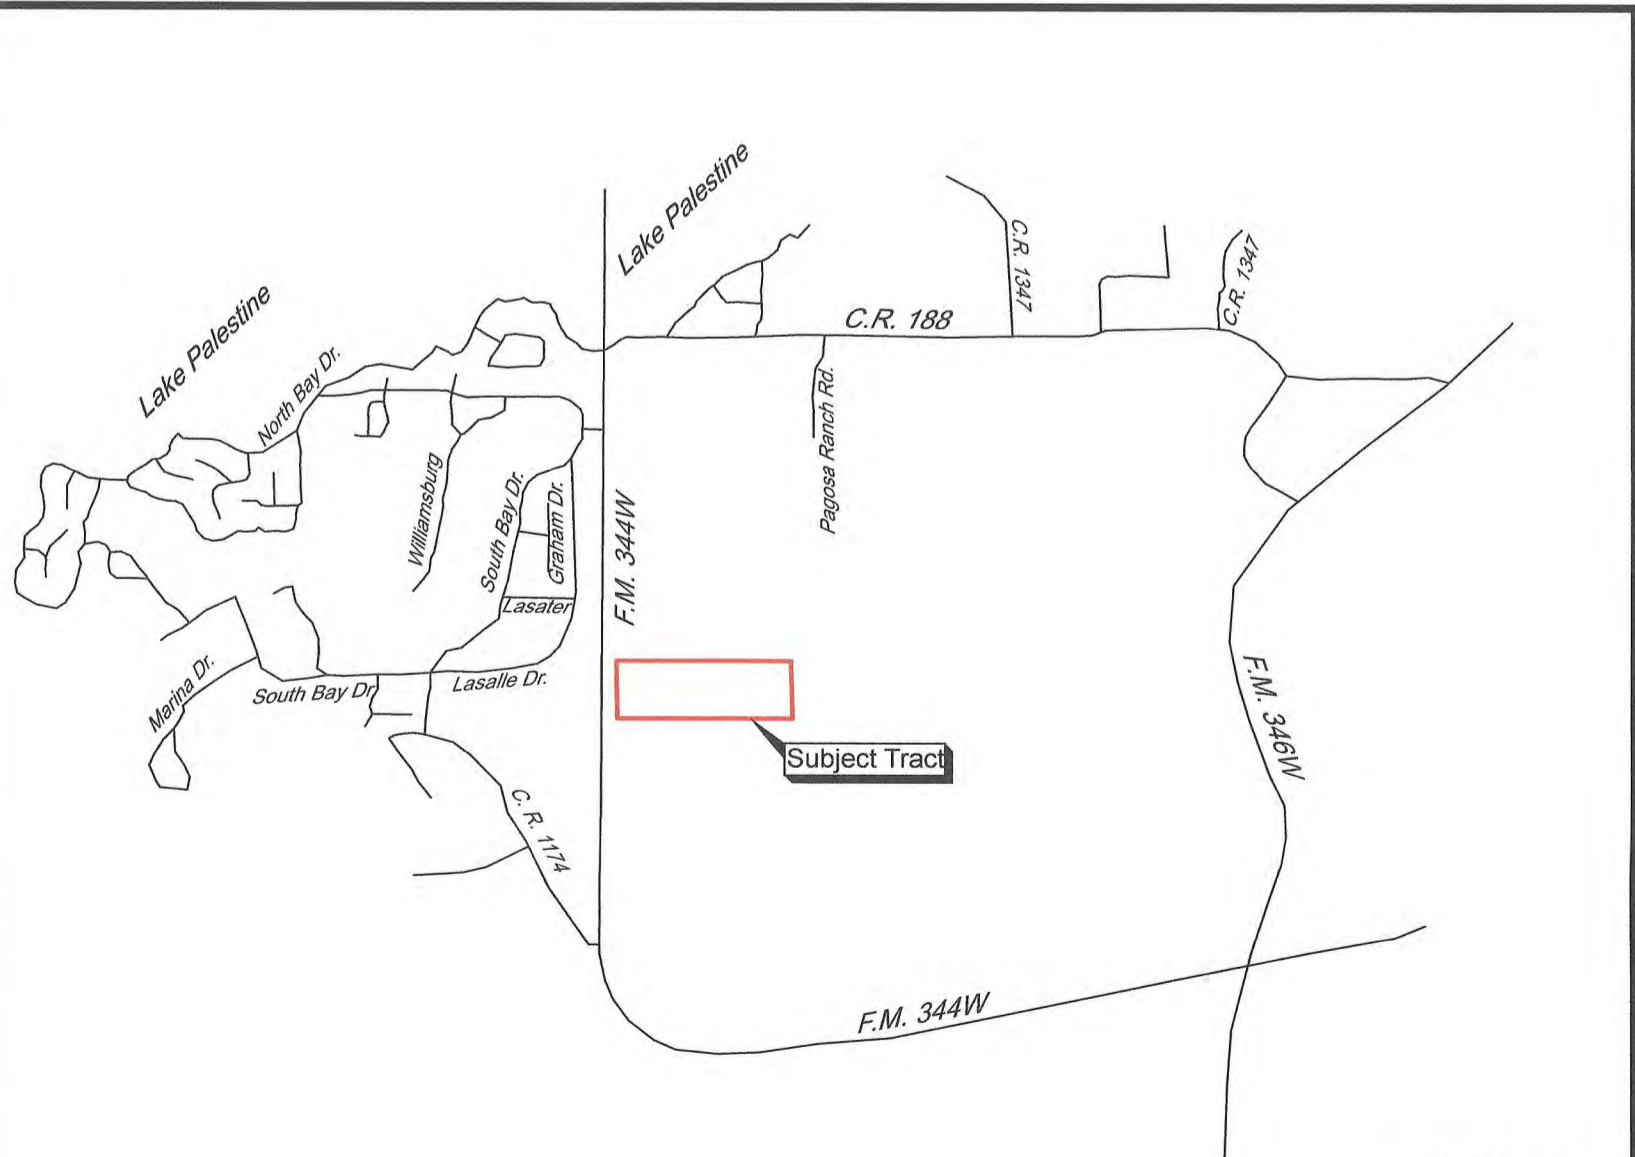 Lake Palestine
Lake Palestine
C.R. 1347
C.R. 1347
C.R. 188
North Bay Dr.
Pagosa Ranch Rd.
Williamsburg
South Bay Dr.
Graham Dr.
F.M. 344W
Lasater
Marina Dr.
South Bay Dr
Lasalle Dr.
F.M. 346W
Subject Tract
C. R. 1174
F.M. 344W